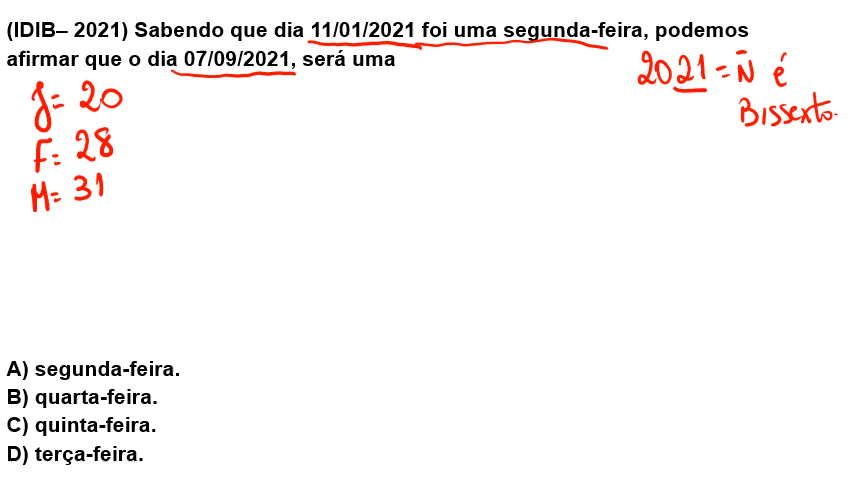 (IDIB– 2021) Sabendo que dia 11/01/2021 foi uma segunda-feira, podemos
afirmar que o dia 07/09/2021, será uma
2021 = Ñ é
Bissexto.
J= 20
F= 28
M= 31
A) segunda-feira.
B) quarta-feira.
C) quinta-feira.
D) terça-feira.